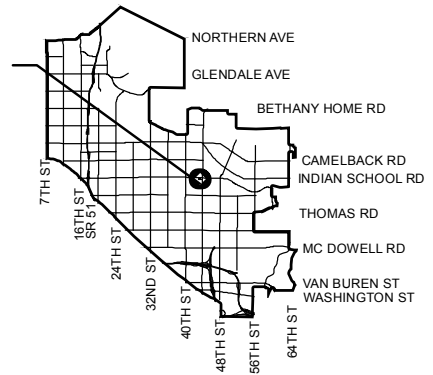 NORTHERN AVE
GLENDALE AVE
BETHANY HOME RD
CAMELBACK RD
INDIAN SCHOOL RD
THOMAS RD
MC DOWELL RD
VAN BUREN ST
WASHINGTON ST
7TH ST
16TH ST
SR 51
24TH ST
32ND ST
40TH ST
48TH ST
56TH ST
64TH ST